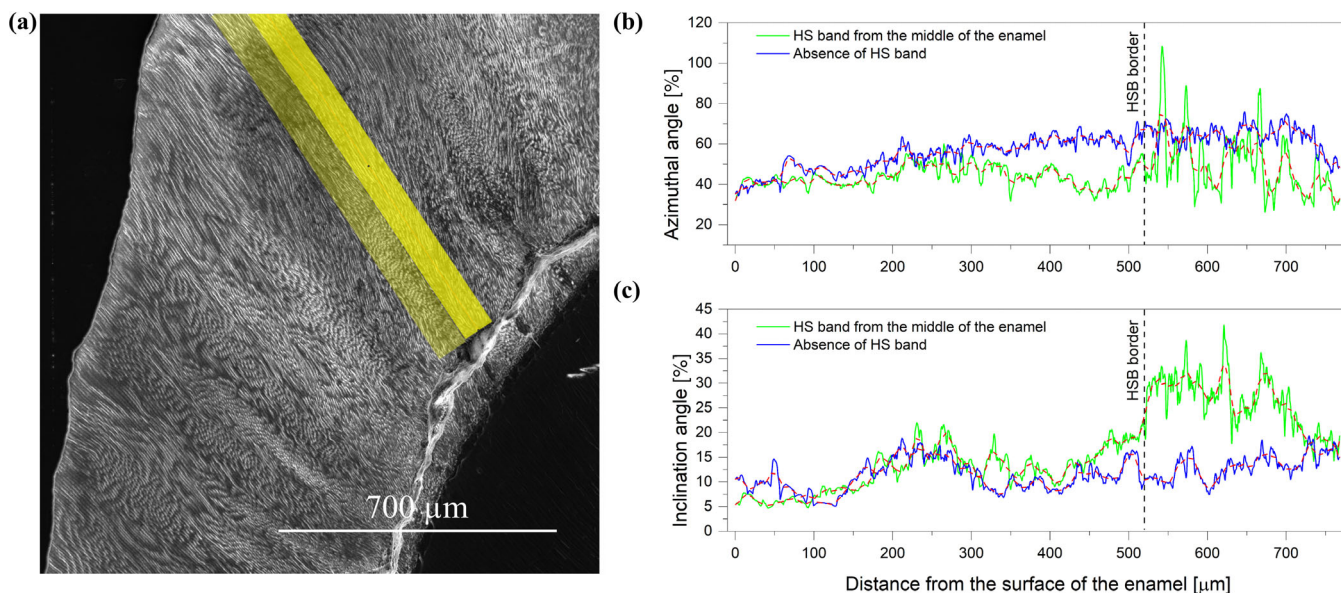 (a)
700 µm
(b)
Azimuthal angle [%]
120
100
80
60
40
20
HS band from the middle of the enamel
Absence of HS band
HSB border
0 100 200 300 400 500 600 700
(c)
Inclination angle [%]
45
40
35
30
25
20
15
10
5
0
HS band from the middle of the enamel
Absence of HS band
HSB border
0 100 200 300 400 500 600 700
Distance from the surface of the enamel [µm]